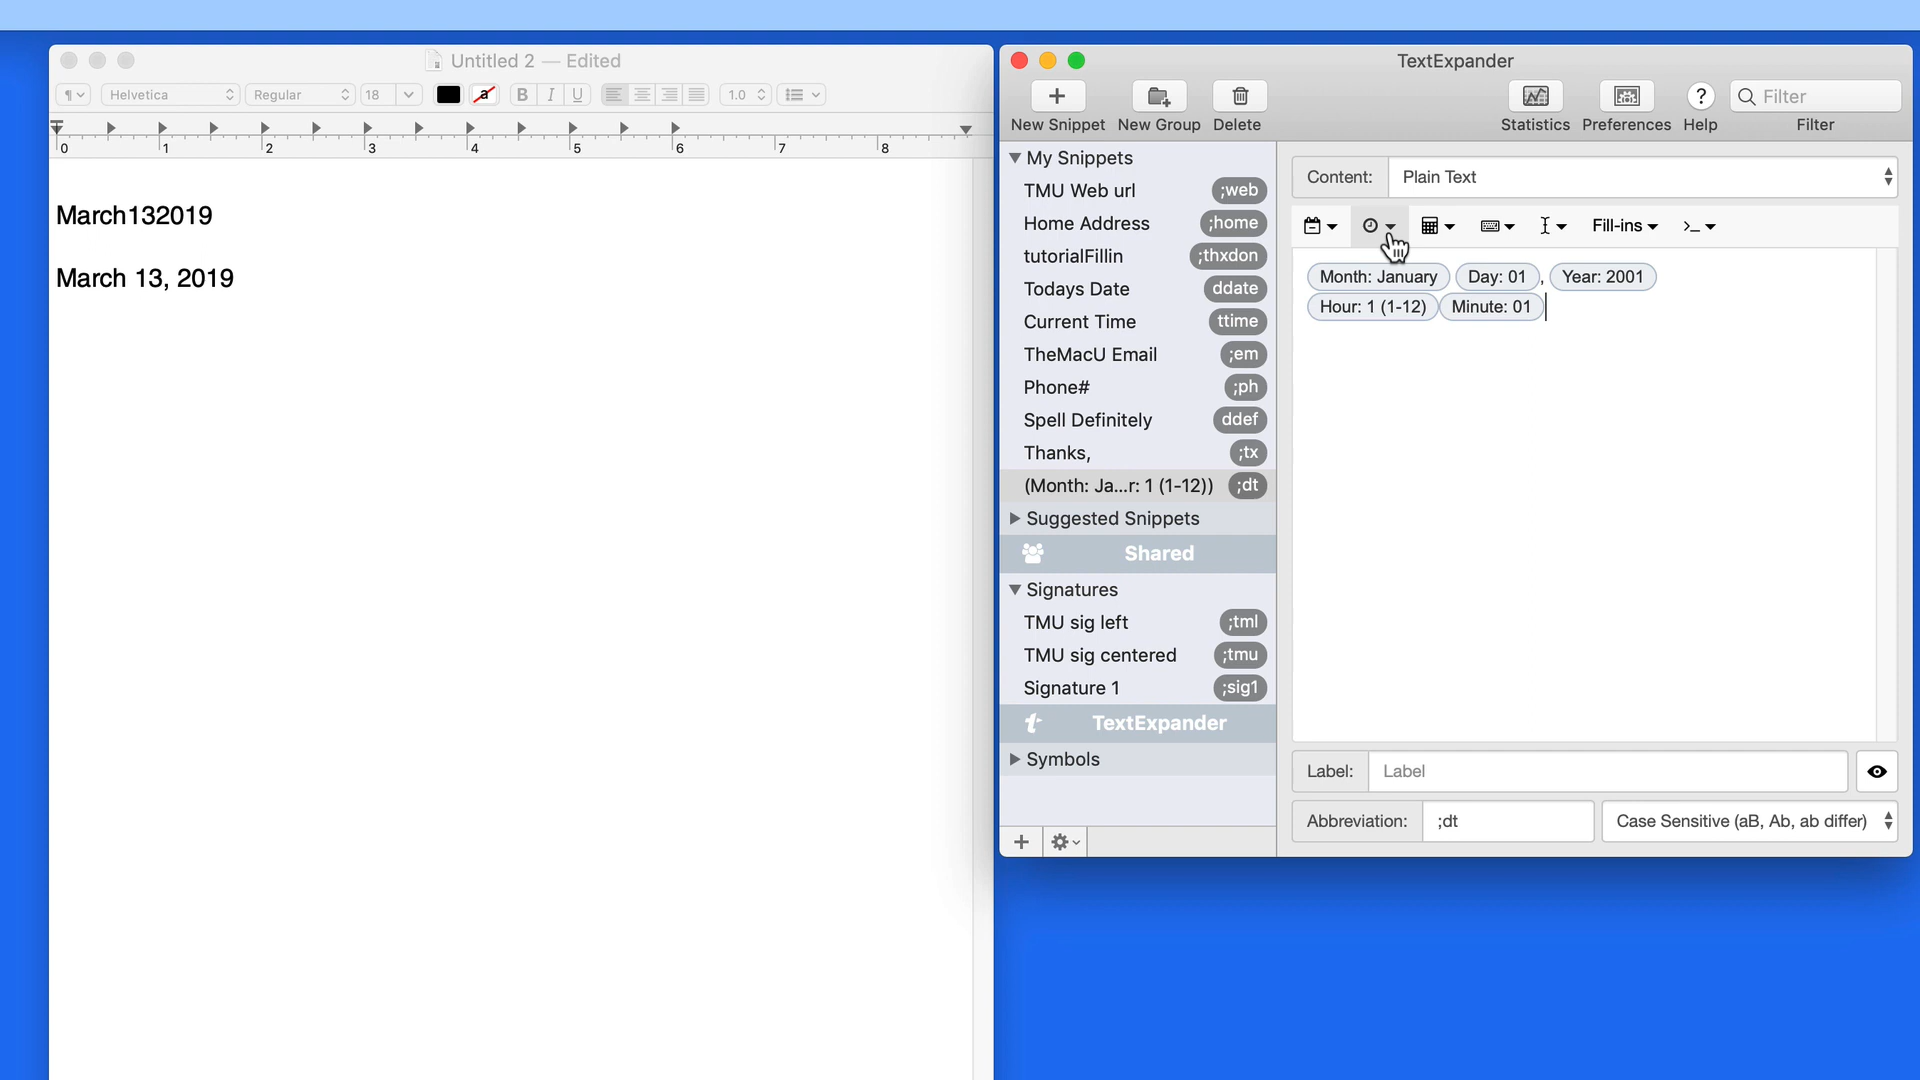 Untitled 2 — Edited
¶ Helvetica Regular 18 a B I U 1.0
0 1 2 3 4 5 6 7 8
March132019
March 13, 2019
TextExpander
New Snippet New Group Delete Statistics Preferences ? Help Filter Filter
My Snippets
TMU Web url ;web
Home Address ;home
tutorialFillin ;thxdon
Todays Date ddate
Current Time ttime
TheMacU Email ;em
Phone# ;ph
Spell Definitely ddef
Thanks, ;tx
(Month: Ja...r: 1 (1-12)) ;dt
Suggested Snippets
Shared
Signatures
TMU sig left ;tml
TMU sig centered ;tmu
Signature 1 ;sig1
TextExpander
Symbols
Content: Plain Text
Fill-ins
Month: January Day: 01 , Year: 2001
Hour: 1 (1-12) Minute: 01
Label: Label
Abbreviation: ;dt Case Sensitive (aB, Ab, ab differ)